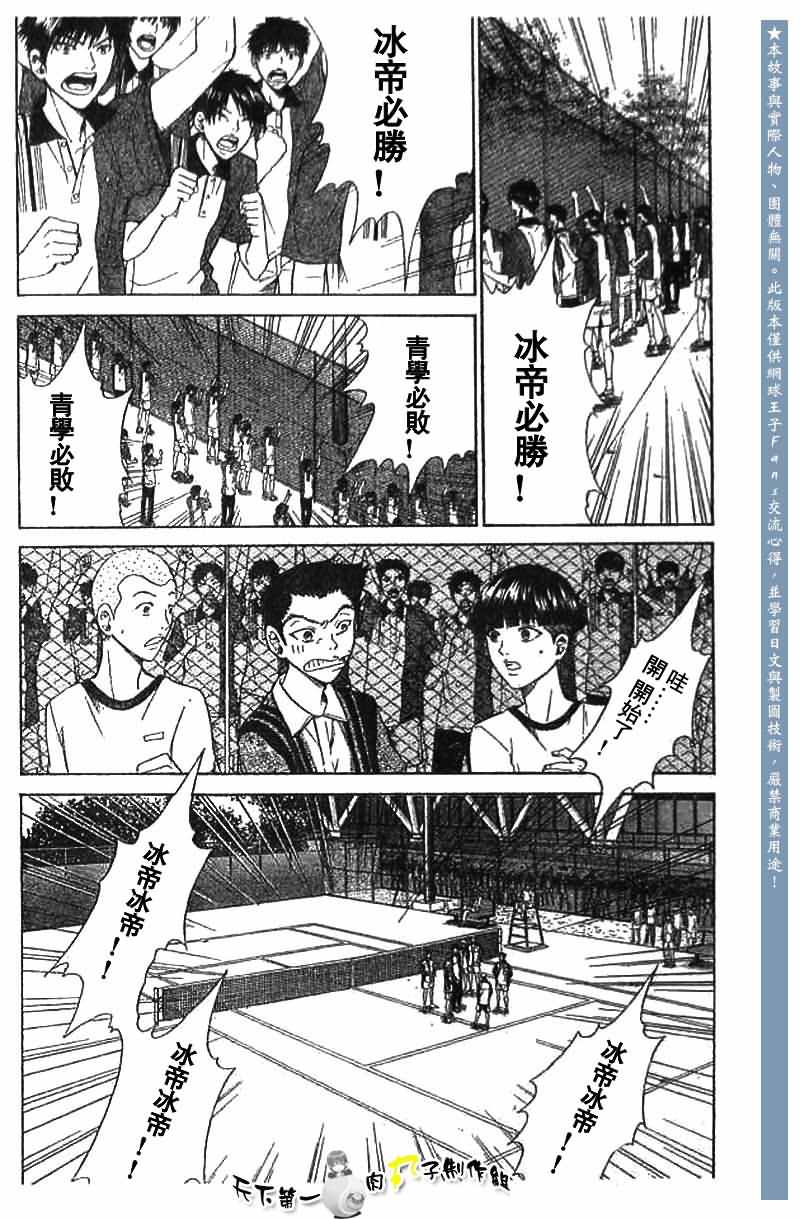 ★本故事與實際人物、團體無關。此版本僅供網球王子Fans交流心得，並學習日文與製圖技術，嚴禁商業用途！
冰帝必勝！
冰帝必勝！
青學必敗！
青學必敗！
哇……
開開始了！
冰帝冰帝！！
冰帝冰帝！！
冰帝冰帝！！
天下第一肉丸子制作組